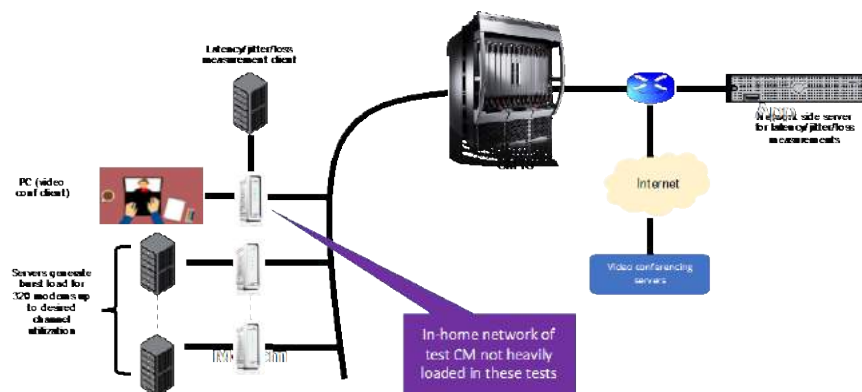 Latency/jitter/loss
measurement client
Network side server
for latency/jitter/loss
measurements
PC (video
conf client)
Internet
Servers generate
burst load for
320 modems up
to desired
channel
utilization
Video conferencing
servers
In-home network of
test CM not heavily
loaded in these tests